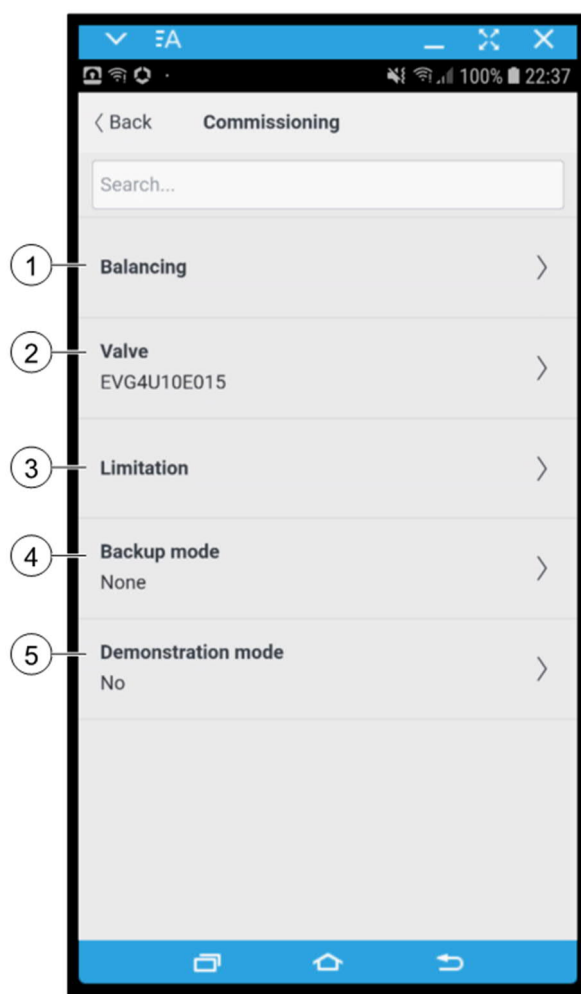 ΞA
100% 22:37
Back Commissioning
Search...
1 Balancing
2 Valve
EVG4U10E015
3 Limitation
4 Backup mode
None
5 Demonstration mode
No